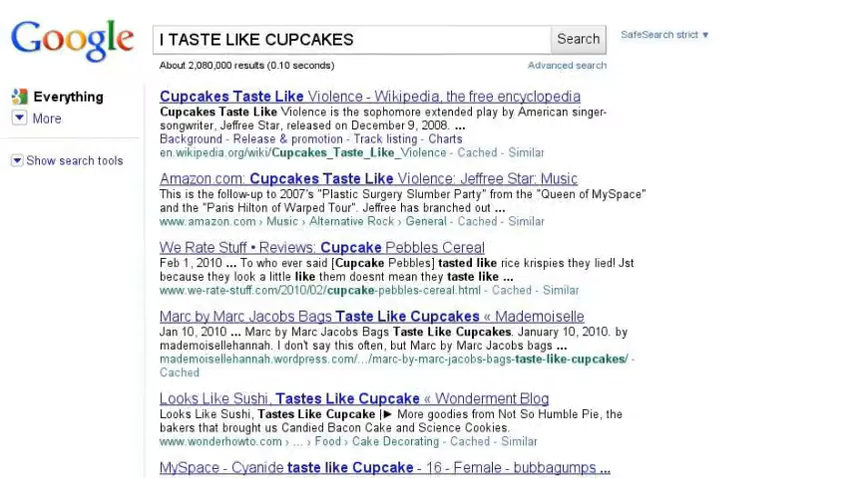 Google
I TASTE LIKE CUPCAKES
Search
SafeSearch strict ▼
About 2,080,000 results (0.10 seconds)
Advanced search
Everything
More
Show search tools
Cupcakes Taste Like Violence - Wikipedia, the free encyclopedia
Cupcakes Taste Like Violence is the sophomore extended play by American singer-
songwriter, Jeffree Star, released on December 9, 2008. ...
Background - Release & promotion - Track listing - Charts
en.wikipedia.org/wiki/Cupcakes_Taste_Like_Violence - Cached - Similar
Amazon.com: Cupcakes Taste Like Violence: Jeffree Star: Music
This is the follow-up to 2007's "Plastic Surgery Slumber Party" from the "Queen of MySpace"
and the "Paris Hilton of Warped Tour". Jeffree has branched out ...
www.amazon.com › Music › Alternative Rock › General - Cached - Similar
We Rate Stuff • Reviews: Cupcake Pebbles Cereal
Feb 1, 2010 ... To who ever said [Cupcake Pebbles] tasted like rice krispies they lied! Jst
because they look a little like them doesnt mean they taste like ...
www.we-rate-stuff.com/2010/02/cupcake-pebbles-cereal.html - Cached - Similar
Marc by Marc Jacobs Bags Taste Like Cupcakes « Mademoiselle
Jan 10, 2010 ... Marc by Marc Jacobs Bags Taste Like Cupcakes. January 10, 2010. by
mademoisellehannah. I don't say this often, but Marc by Marc Jacobs bags ...
mademoisellehannah.wordpress.com/.../marc-by-marc-jacobs-bags-taste-like-cupcakes/ -
Cached
Looks Like Sushi, Tastes Like Cupcake « Wonderment Blog
Looks Like Sushi, Tastes Like Cupcake |► More goodies from Not So Humble Pie, the
bakers that brought us Candied Bacon Cake and Science Cookies.
www.wonderhowto.com › ... › Food › Cake Decorating - Cached - Similar
MySpace - Cyanide taste like Cupcake - 16 - Female - bubbagumps ...